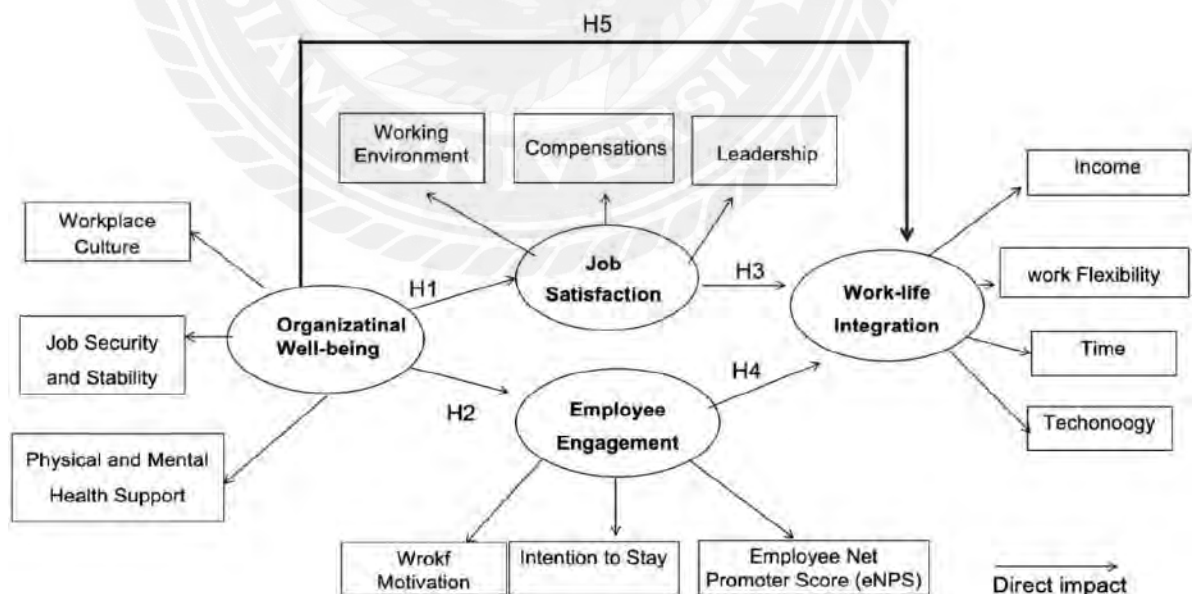 H5
Working
Environment
Compensations
Leadership
Income
Workplace
Culture
H1
Job
Satisfaction
H3
work Flexibility
Work-life
Integration
Organizatinal
Well-being
Job Security
and Stability
Time
H4
H2
Employee
Engagement
Techonoogy
Physical and Mental
Health Support
Wrokf
Motivation
Intention to Stay
Employee Net
Promoter Score (eNPS)
Direct impact